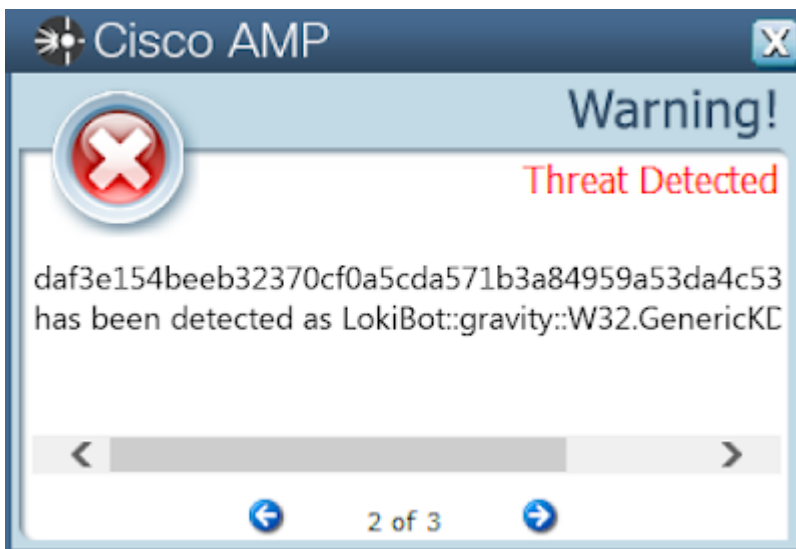 Cisco AMP
Warning!
Threat Detected
daf3e154beeb32370cf0a5cda571b3a84959a53da4c53
has been detected as LokiBot::gravity::W32.GenericKD
2 of 3